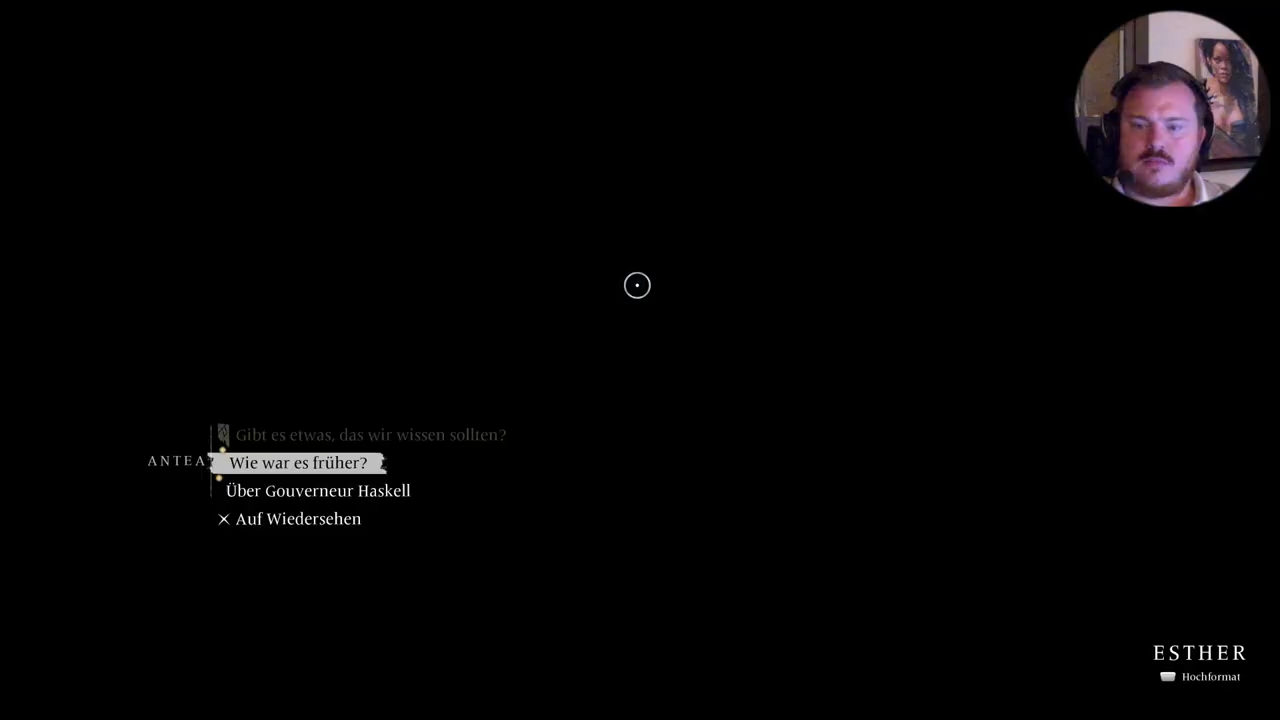 Gibt es etwas, das wir wissen sollten?
ANTEA
Wie war es früher?
Über Gouverneur Haskell
Auf Wiedersehen
ESTHER
Hochformat